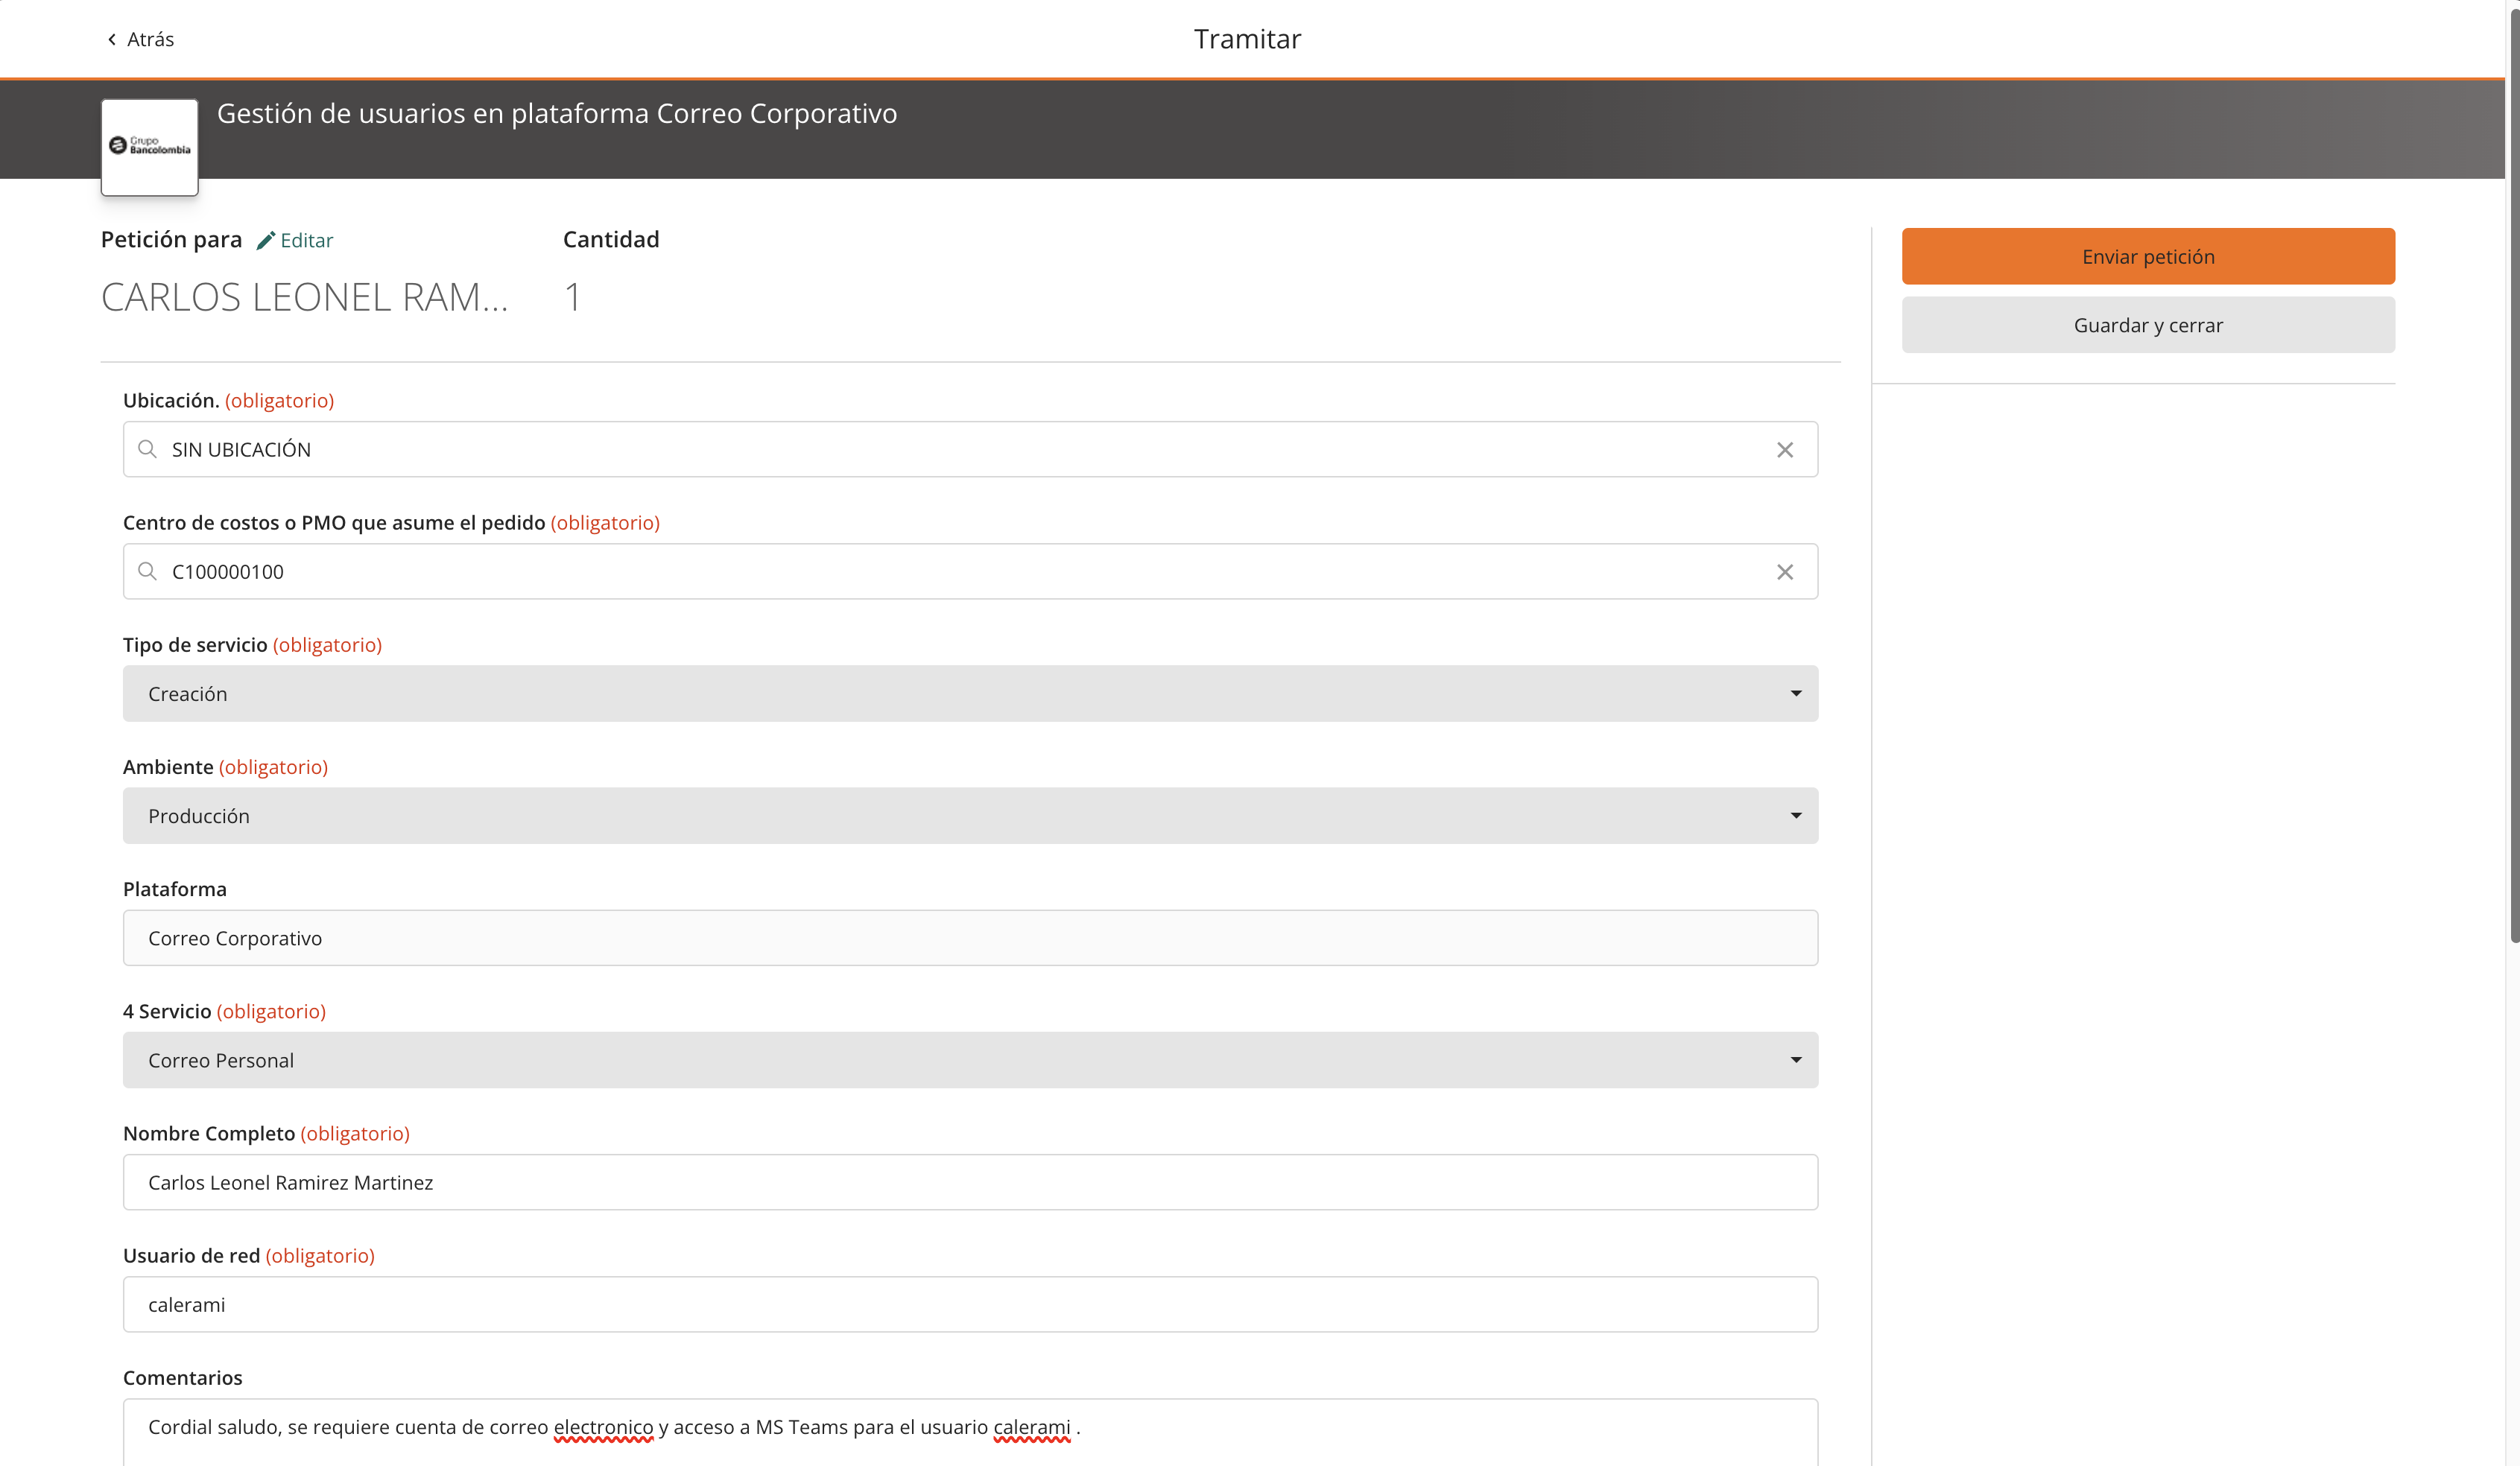 Atrás
Tramitar
Grupo
Bancolombia
Gestión de usuarios en plataforma Correo Corporativo
Petición para Editar
CARLOS LEONEL RAM...
Cantidad
1
Enviar petición
Guardar y cerrar
Ubicación. (obligatorio)
SIN UBICACIÓN
Centro de costos o PMO que asume el pedido (obligatorio)
C100000100
Tipo de servicio (obligatorio)
Creación
Ambiente (obligatorio)
Producción
Plataforma
Correo Corporativo
4 Servicio (obligatorio)
Correo Personal
Nombre Completo (obligatorio)
Carlos Leonel Ramirez Martinez
Usuario de red (obligatorio)
calerami
Comentarios
Cordial saludo, se requiere cuenta de correo electronico y acceso a MS Teams para el usuario calerami .